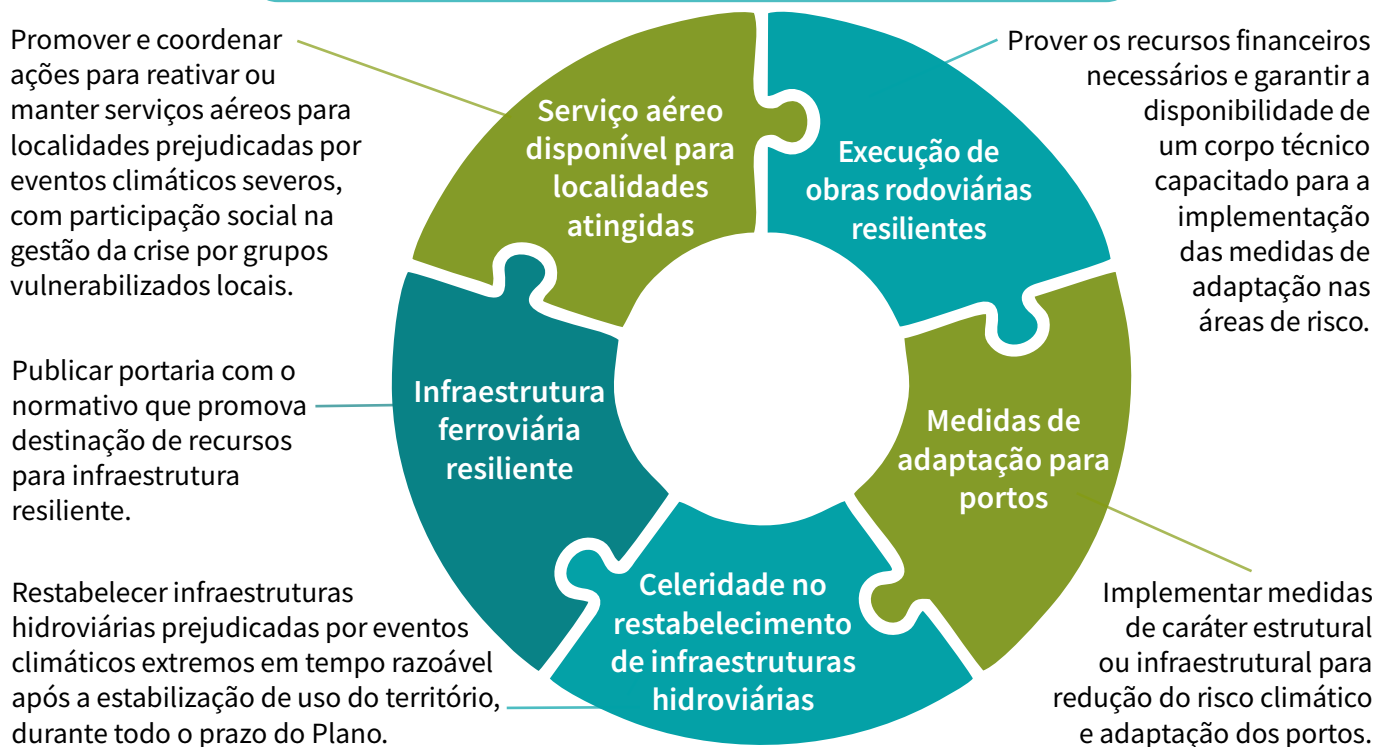 Promover e coordenar
ações para reativar ou
manter serviços aéreos para
localidades prejudicadas por
eventos climáticos severos,
com participação social na
gestão da crise por grupos
vulnerabilizados locais.
Serviço aéreo
disponível para
localidades
atingidas
Execução de
obras rodoviárias
resilientes
Prover os recursos financeiros
necessários e garantir a
disponibilidade de
um corpo técnico
capacitado para a
implementação
das medidas de
adaptação nas
áreas de risco.
Publicar portaria com o
normativo que promova
destinação de recursos
para infraestrutura
resiliente.
Infraestrutura
ferroviária
resiliente
Medidas de
adaptação para
portos
Restabelecer infraestruturas
hidroviárias prejudicadas por eventos
climáticos extremos em tempo razoável
após a estabilização de uso do território,
durante todo o prazo do Plano.
Celeridade no
restabelecimento
de infraestruturas
hidroviárias
Implementar medidas
de caráter estrutural
ou infraestrutural para
redução do risco climático
e adaptação dos portos.